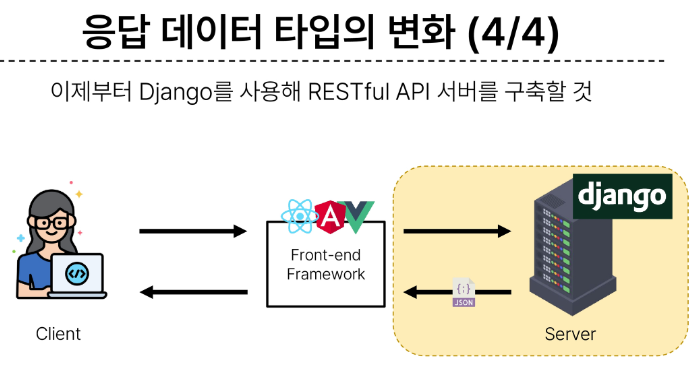 응답 데이터 타입의 변화 (4/4)
이제부터 Django를 사용해 RESTful API 서버를 구축할 것
django
A
Front-end
Framework
{;}
JSON
</>
Client
Server